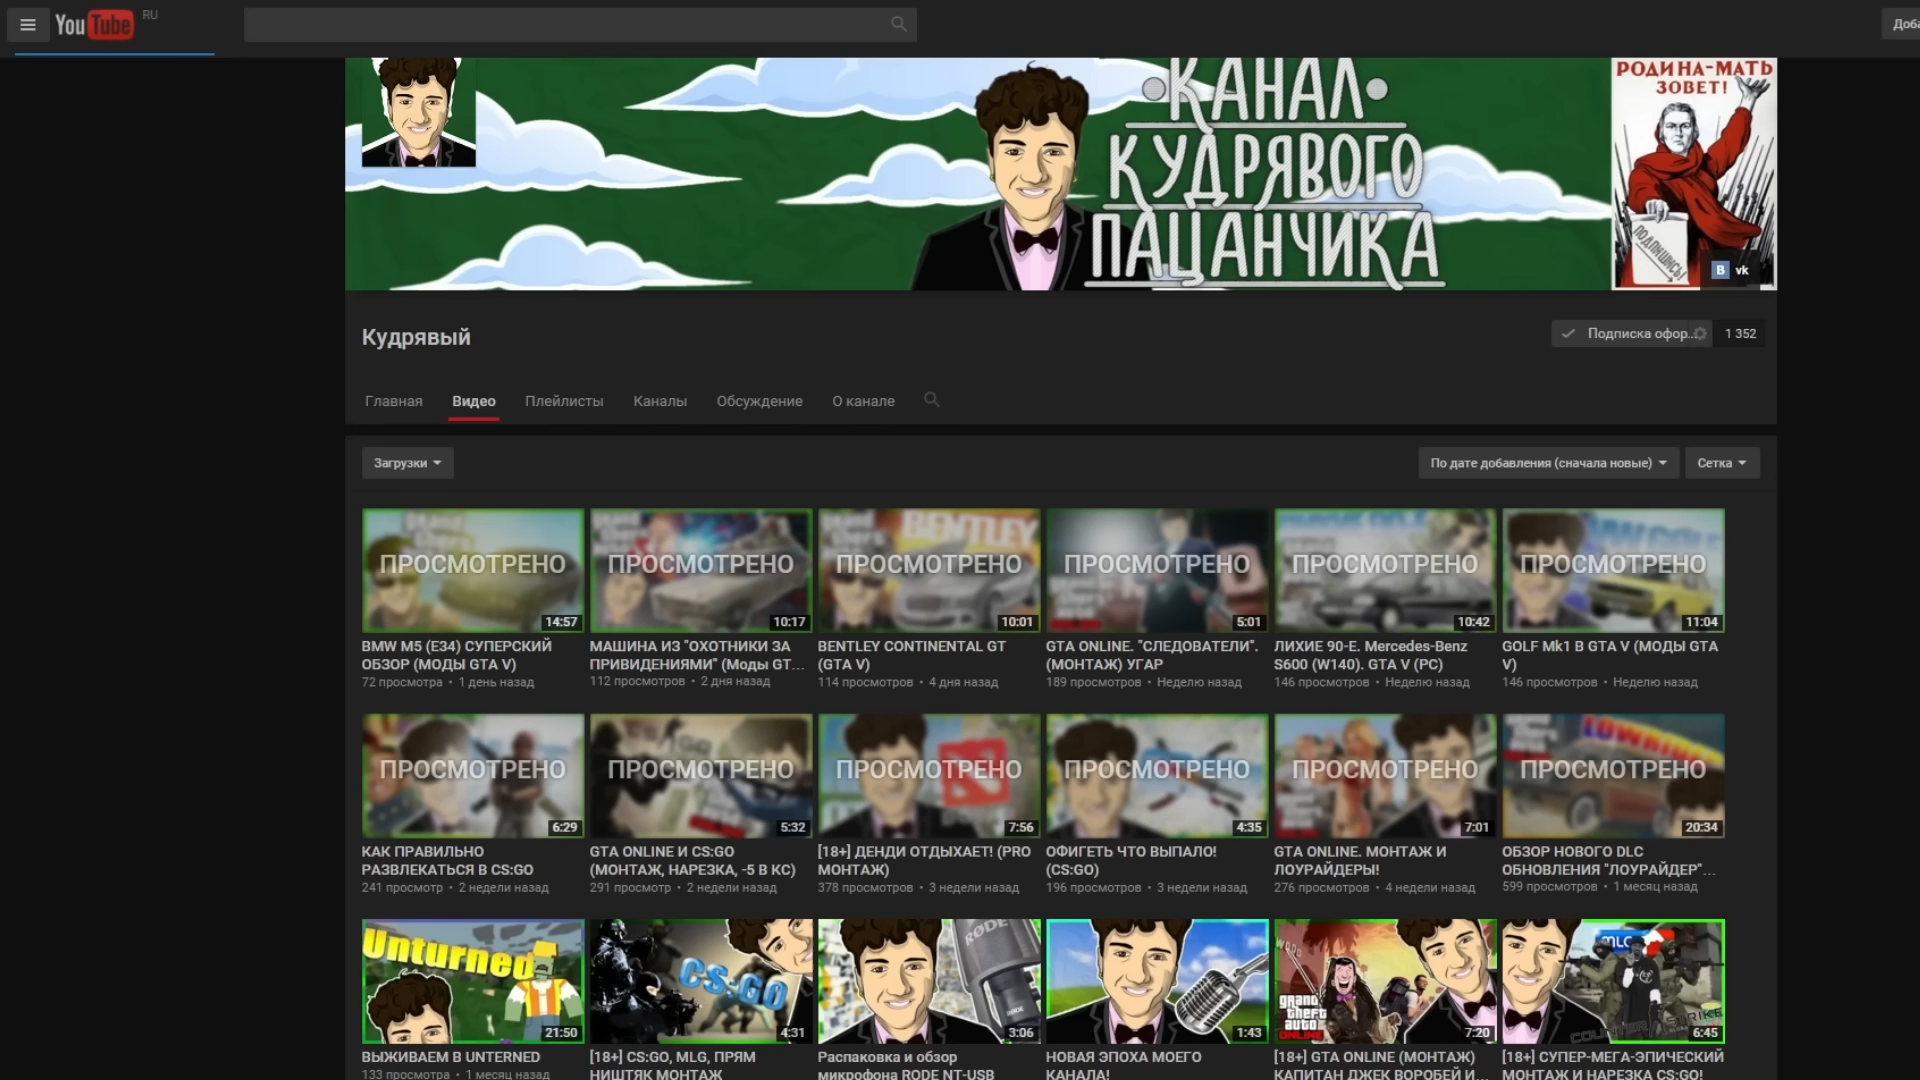 YouTube RU
Доба
КАНАЛ
КУДРЯВОГО
ПАЦАНЧИКА
РОДИНА-МАТЬ
ЗОВЕТ!
ПОДПИШИСЬ!
B vk
Кудрявый
Подписка офор...
1 352
Главная Видео Плейлисты Каналы Обсуждение О канале
Загрузки
По дате добавления (сначала новые)
Сетка
ПРОСМОТРЕНО
14:57
BMW M5 (E34) СУПЕРСКИЙ
ОБЗОР (МОДЫ GTA V)
72 просмотра • 1 день назад
ПРОСМОТРЕНО
10:17
МАШИНА ИЗ "ОХОТНИКИ ЗА
ПРИВИДЕНИЯМИ" (Моды GT...
112 просмотров • 2 дня назад
BENTLEY
ПРОСМОТРЕНО
10:01
BENTLEY CONTINENTAL GT
(GTA V)
114 просмотров • 4 дня назад
ПРОСМОТРЕНО
5:01
GTA ONLINE. "СЛЕДОВАТЕЛИ".
(МОНТАЖ) УГАР
189 просмотров • Неделю назад
ПРОСМОТРЕНО
10:42
ЛИХИЕ 90-Е. Mercedes-Benz
S600 (W140). GTA V (PC)
146 просмотров • Неделю назад
ПРОСМОТРЕНО
11:04
GOLF Mk1 В GTA V (МОДЫ GTA
V)
146 просмотров • Неделю назад
ПРОСМОТРЕНО
6:29
КАК ПРАВИЛЬНО
РАЗВЛЕКАТЬСЯ В CS:GO
241 просмотр • 2 недели назад
ПРОСМОТРЕНО
5:32
GTA ONLINE И CS:GO
(МОНТАЖ, НАРЕЗКА, -5 В КС)
291 просмотр • 2 недели назад
ПРОСМОТРЕНО
7:56
[18+] ДЕНДИ ОТДЫХАЕТ! (PRO
МОНТАЖ)
378 просмотров • 3 недели назад
ПРОСМОТРЕНО
4:35
ОФИГЕТЬ ЧТО ВЫПАЛО!
(CS:GO)
196 просмотров • 3 недели назад
ПРОСМОТРЕНО
7:01
GTA ONLINE. МОНТАЖ И
ЛОУРАЙДЕРЫ!
276 просмотров • 4 недели назад
ПРОСМОТРЕНО
20:34
ОБЗОР НОВОГО DLC
ОБНОВЛЕНИЯ "ЛОУРАЙДЕР"...
599 просмотров • 1 месяц назад
Unturned
21:50
ВЫЖИВАЕМ В UNTERNED
133 просмотра • 1 месяц назад
CS:GO
4:31
[18+] CS:GO, MLG, ПРЯМ
НИШТЯК МОНТАЖ
RØDE
RØDE
3:06
Распаковка и обзор
микрофона RODE NT-USB
1:43
НОВАЯ ЭПОХА МОЕГО
КАНАЛА!
grand
theft
auto
ONLINE
7:20
[18+] GTA ONLINE (МОНТАЖ)
КАПИТАН ДЖЕК ВОРОБЕЙ И...
MLG
6:45
[18+] СУПЕР-МЕГА-ЭПИЧЕСКИЙ
МОНТАЖ И НАРЕЗКА CS:GO!